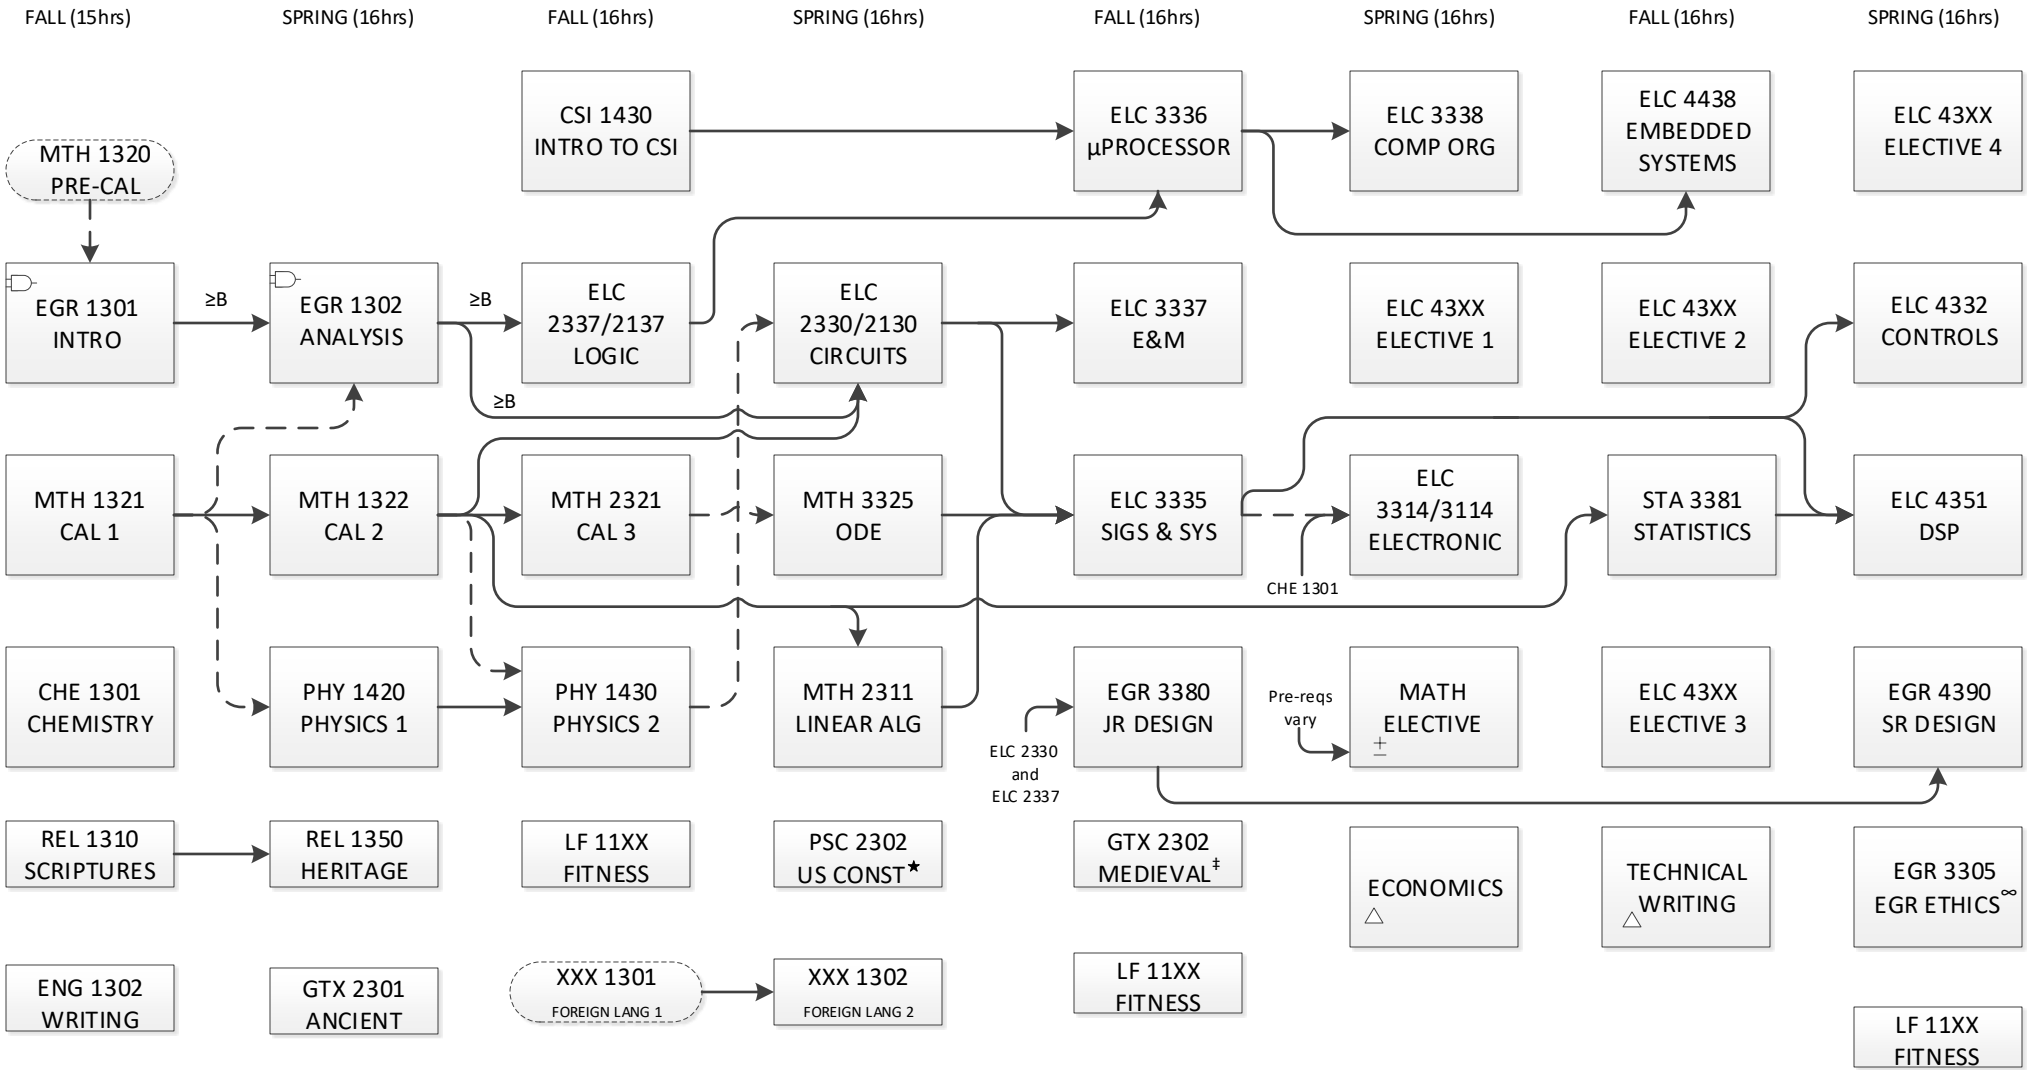 FALL (15hrs)
SPRING (16hrs)
FALL (16hrs)
SPRING (16hrs)
FALL (16hrs)
SPRING (16hrs)
FALL (16hrs)
SPRING (16hrs)
CSI 1430
INTRO TO CSI
ELC 3336
µPROCESSOR
ELC 3338
COMP ORG
ELC 4438
EMBEDDED
SYSTEMS
ELC 43XX
ELECTIVE 4
MTH 1320
PRE-CAL
EGR 1301
INTRO
≥B
EGR 1302
ANALYSIS
≥B
≥B
ELC
2337/2137
LOGIC
ELC
2330/2130
CIRCUITS
ELC 3337
E&M
ELC 43XX
ELECTIVE 1
ELC 43XX
ELECTIVE 2
ELC 4332
CONTROLS
MTH 1321
CAL 1
MTH 1322
CAL 2
MTH 2321
CAL 3
MTH 3325
ODE
ELC 3335
SIGS & SYS
ELC
3314/3114
ELECTRONIC
CHE 1301
STA 3381
STATISTICS
ELC 4351
DSP
CHE 1301
CHEMISTRY
PHY 1420
PHYSICS 1
PHY 1430
PHYSICS 2
MTH 2311
LINEAR ALG
ELC 2330
and
ELC 2337
EGR 3380
JR DESIGN
Pre-reqs
vary
MATH
ELECTIVE
±
ELC 43XX
ELECTIVE 3
EGR 4390
SR DESIGN
REL 1310
SCRIPTURES
REL 1350
HERITAGE
LF 11XX
FITNESS
PSC 2302
US CONST★
GTX 2302
MEDIEVAL‡
ECONOMICS
△
TECHNICAL
WRITING
△
EGR 3305
EGR ETHICS∞
ENG 1302
WRITING
GTX 2301
ANCIENT
XXX 1301
FOREIGN LANG 1
XXX 1302
FOREIGN LANG 2
LF 11XX
FITNESS
LF 11XX
FITNESS